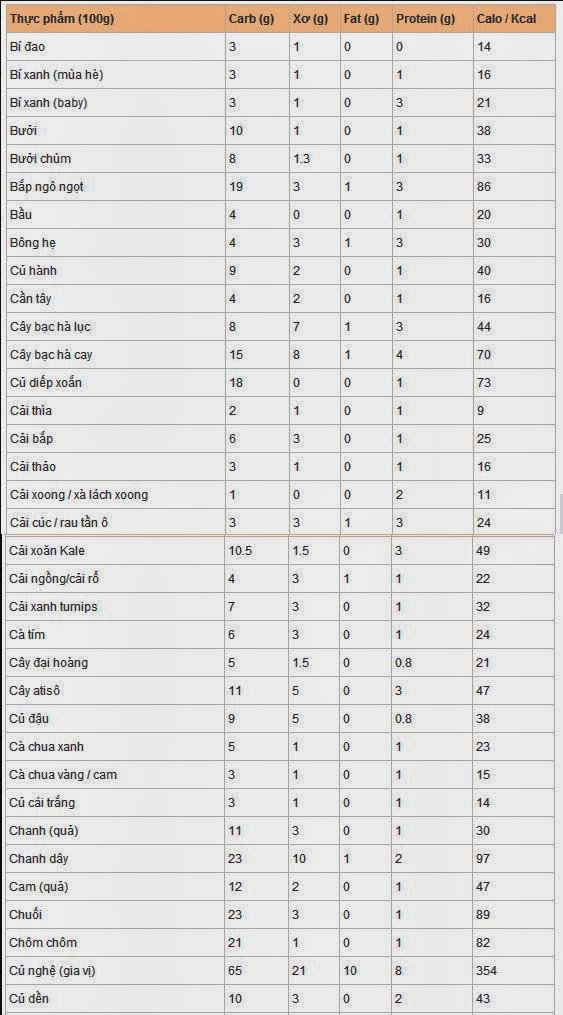 Thực phẩm (100g) Carb (g) Xơ (g) Fat (g) Protein (g) Calo / Kcal
Bí đao 3 1 0 0 14
Bí xanh (mùa hè) 3 1 0 1 16
Bí xanh (baby) 3 1 0 3 21
Bưởi 10 1 0 1 38
Bưởi chùm 8 1.3 0 1 33
Bắp ngô ngọt 19 3 1 3 86
Bầu 4 0 0 1 20
Bông hẹ 4 3 1 3 30
Củ hành 9 2 0 1 40
Cần tây 4 2 0 1 16
Cây bạc hà lục 8 7 1 3 44
Cây bạc hà cay 15 8 1 4 70
Củ diếp xoắn 18 0 0 1 73
Cải thìa 2 1 0 1 9
Cải bắp 6 3 0 1 25
Cải thảo 3 1 0 1 16
Cải xoong / xà lách xoong 1 0 0 2 11
Cải cúc / rau tần ô 3 3 1 3 24
Cải xoăn Kale 10.5 1.5 0 3 49
Cải ngồng/cải rổ 4 3 1 1 22
Cải xanh turnips 7 3 0 1 32
Cà tím 6 3 0 1 24
Cây đại hoàng 5 1.5 0 0.8 21
Cây atisô 11 5 0 3 47
Củ đậu 9 5 0 0.8 38
Cà chua xanh 5 1 0 1 23
Cà chua vàng / cam 3 1 0 1 15
Củ cải trắng 3 1 0 1 14
Chanh (quả) 11 3 0 1 30
Chanh dây 23 10 1 2 97
Cam (quả) 12 2 0 1 47
Chuối 23 3 0 1 89
Chôm chôm 21 1 0 1 82
Củ nghệ (gia vị) 65 21 10 8 354
Củ dền 10 3 0 2 43